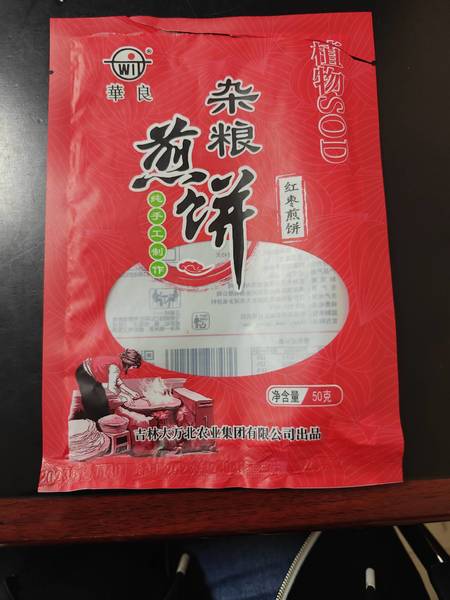 WI®
華良
植物SOD
杂粮
煎饼
纯手工制作
红枣煎饼
净含量 50克
吉林大万北农业集团有限公司出品